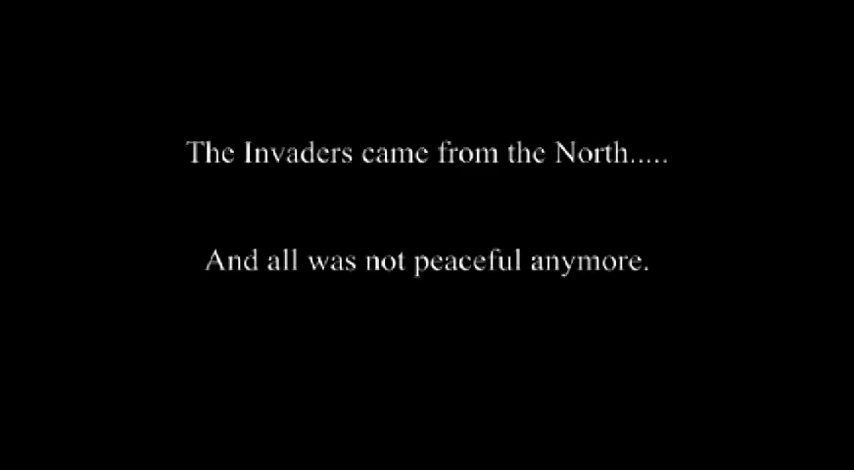 The Invaders came from the North.....
And all was not peaceful anymore.